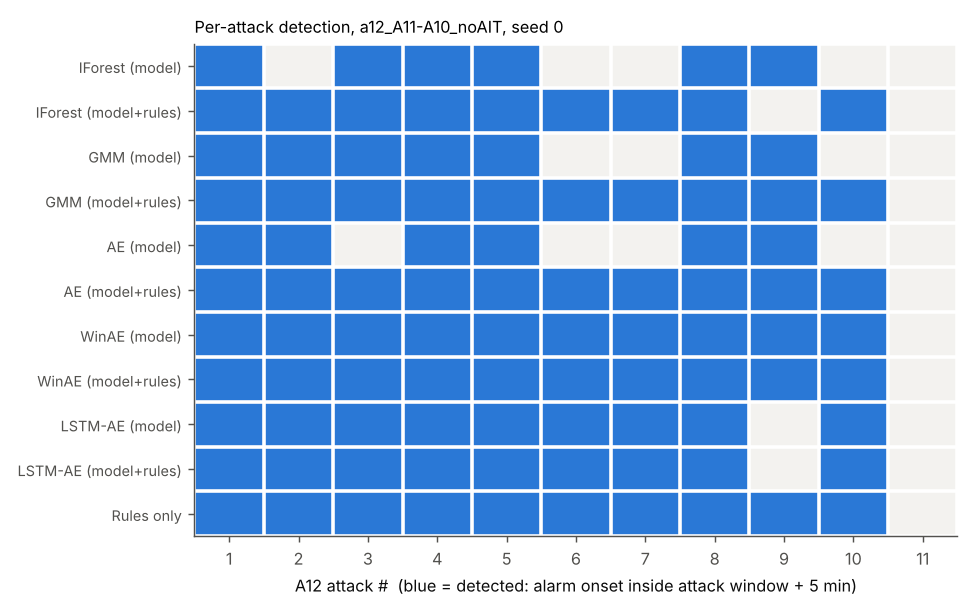 Per-attack detection, a12_A11-A10_noAIT, seed 0
IForest (model)
IForest (model+rules)
GMM (model)
GMM (model+rules)
AE (model)
AE (model+rules)
WinAE (model)
WinAE (model+rules)
LSTM-AE (model)
LSTM-AE (model+rules)
Rules only
1 2 3 4 5 6 7 8 9 10 11
A12 attack # (blue = detected: alarm onset inside attack window + 5 min)